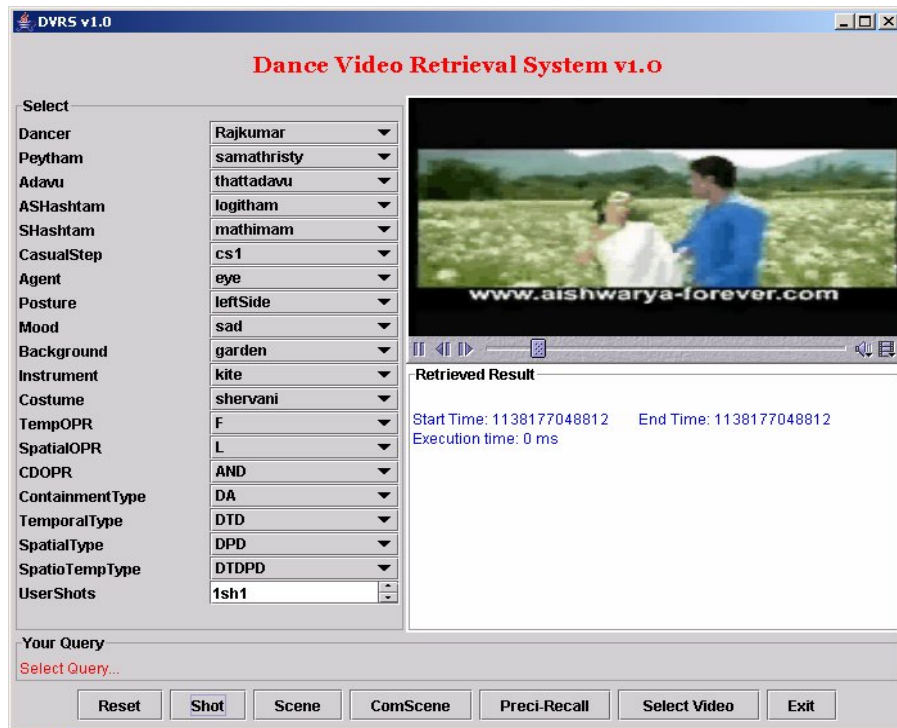 DVRS v1.0
Dance Video Retrieval System v1.0
Select
Dancer Rajkumar
Peytham samathristy
Adavu thattadavu
ASHashtam logitham
SHashtam mathimam
CasualStep cs1
Agent eye
Posture leftSide
Mood sad
Background garden
Instrument kite
Costume shervani
TempOPR F
SpatialOPR L
CDOPR AND
ContainmentType DA
TemporalType DTD
SpatialType DPD
SpatioTempType DTDPD
UserShots 1sh1
www.aishwarya-forever.com
Retrieved Result
Start Time: 1138177048812 End Time: 1138177048812
Execution time: 0 ms
Your Query
Select Query...
Reset Shot Scene ComScene Preci-Recall Select Video Exit